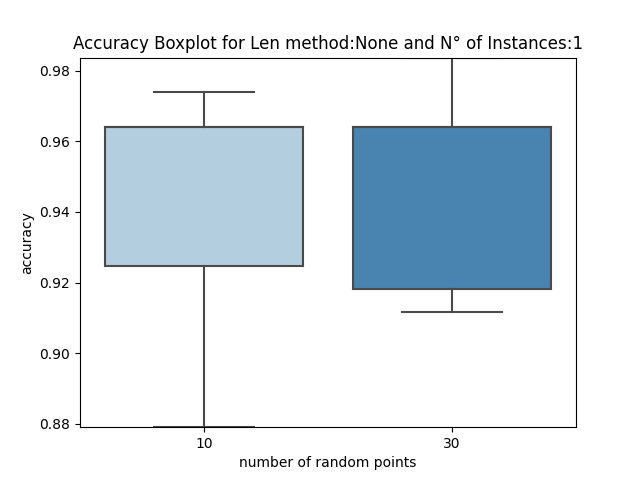 Accuracy Boxplot for Len method:None and N° of Instances:1
0.98
0.96
0.94
0.92
0.90
0.88
accuracy
10
30
number of random points